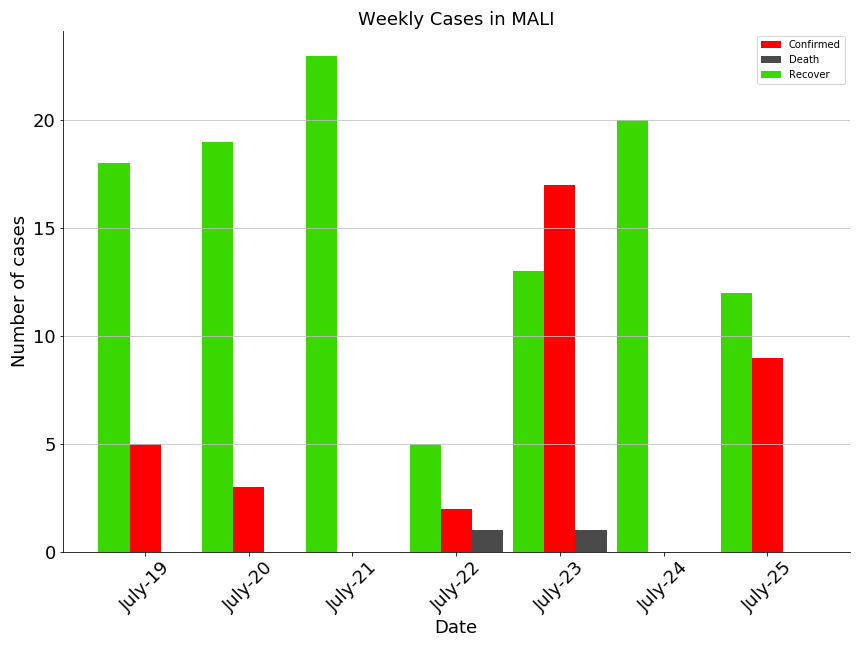 Weekly Cases in MALI
Confirmed
Death
Recover
Number of cases
20
15
10
5
0
July-19
July-20
July-21
July-22
July-23
July-24
July-25
Date